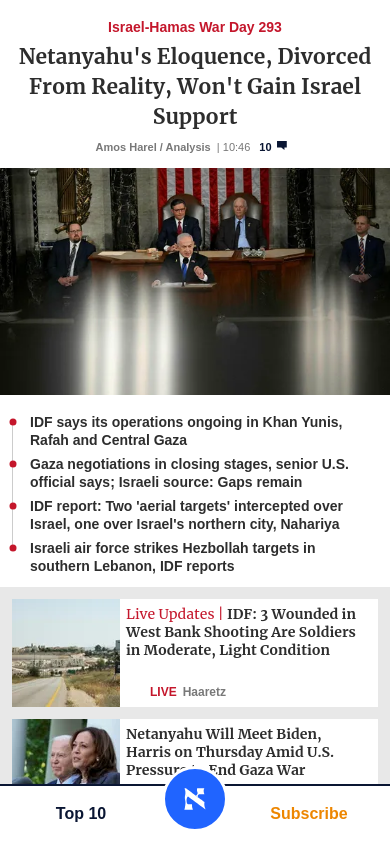 Israel-Hamas War Day 293
Netanyahu's Eloquence, Divorced
From Reality, Won't Gain Israel
Support
Amos Harel / Analysis | 10:46 10
IDF says its operations ongoing in Khan Yunis,
Rafah and Central Gaza
Gaza negotiations in closing stages, senior U.S.
official says; Israeli source: Gaps remain
IDF report: Two 'aerial targets' intercepted over
Israel, one over Israel's northern city, Nahariya
Israeli air force strikes Hezbollah targets in
southern Lebanon, IDF reports
Live Updates | IDF: 3 Wounded in
West Bank Shooting Are Soldiers
in Moderate, Light Condition
LIVE Haaretz
Netanyahu Will Meet Biden,
Harris on Thursday Amid U.S.
Pressure End Gaza War
Top 10
Subscribe